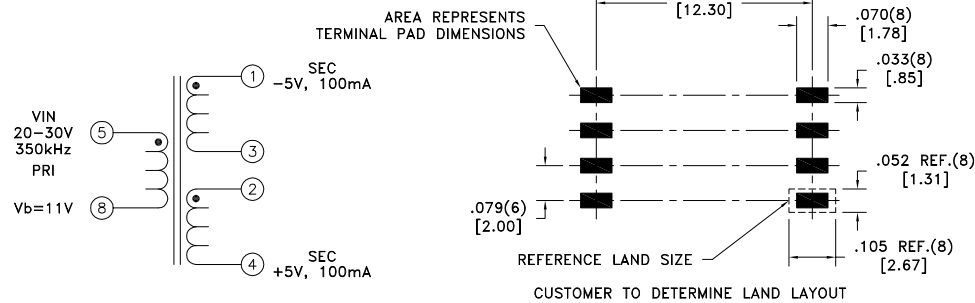 VIN
20-30V
350kHz
PRI
Vb=11V
5
8
1
3
2
4
SEC
-5V, 100mA
SEC
+5V, 100mA
AREA REPRESENTS
TERMINAL PAD DIMENSIONS
[12.30]
.070(8)
[1.78]
.033(8)
[.85]
.052 REF.(8)
[1.31]
.079(6)
[2.00]
.105 REF.(8)
[2.67]
REFERENCE LAND SIZE
CUSTOMER TO DETERMINE LAND LAYOUT